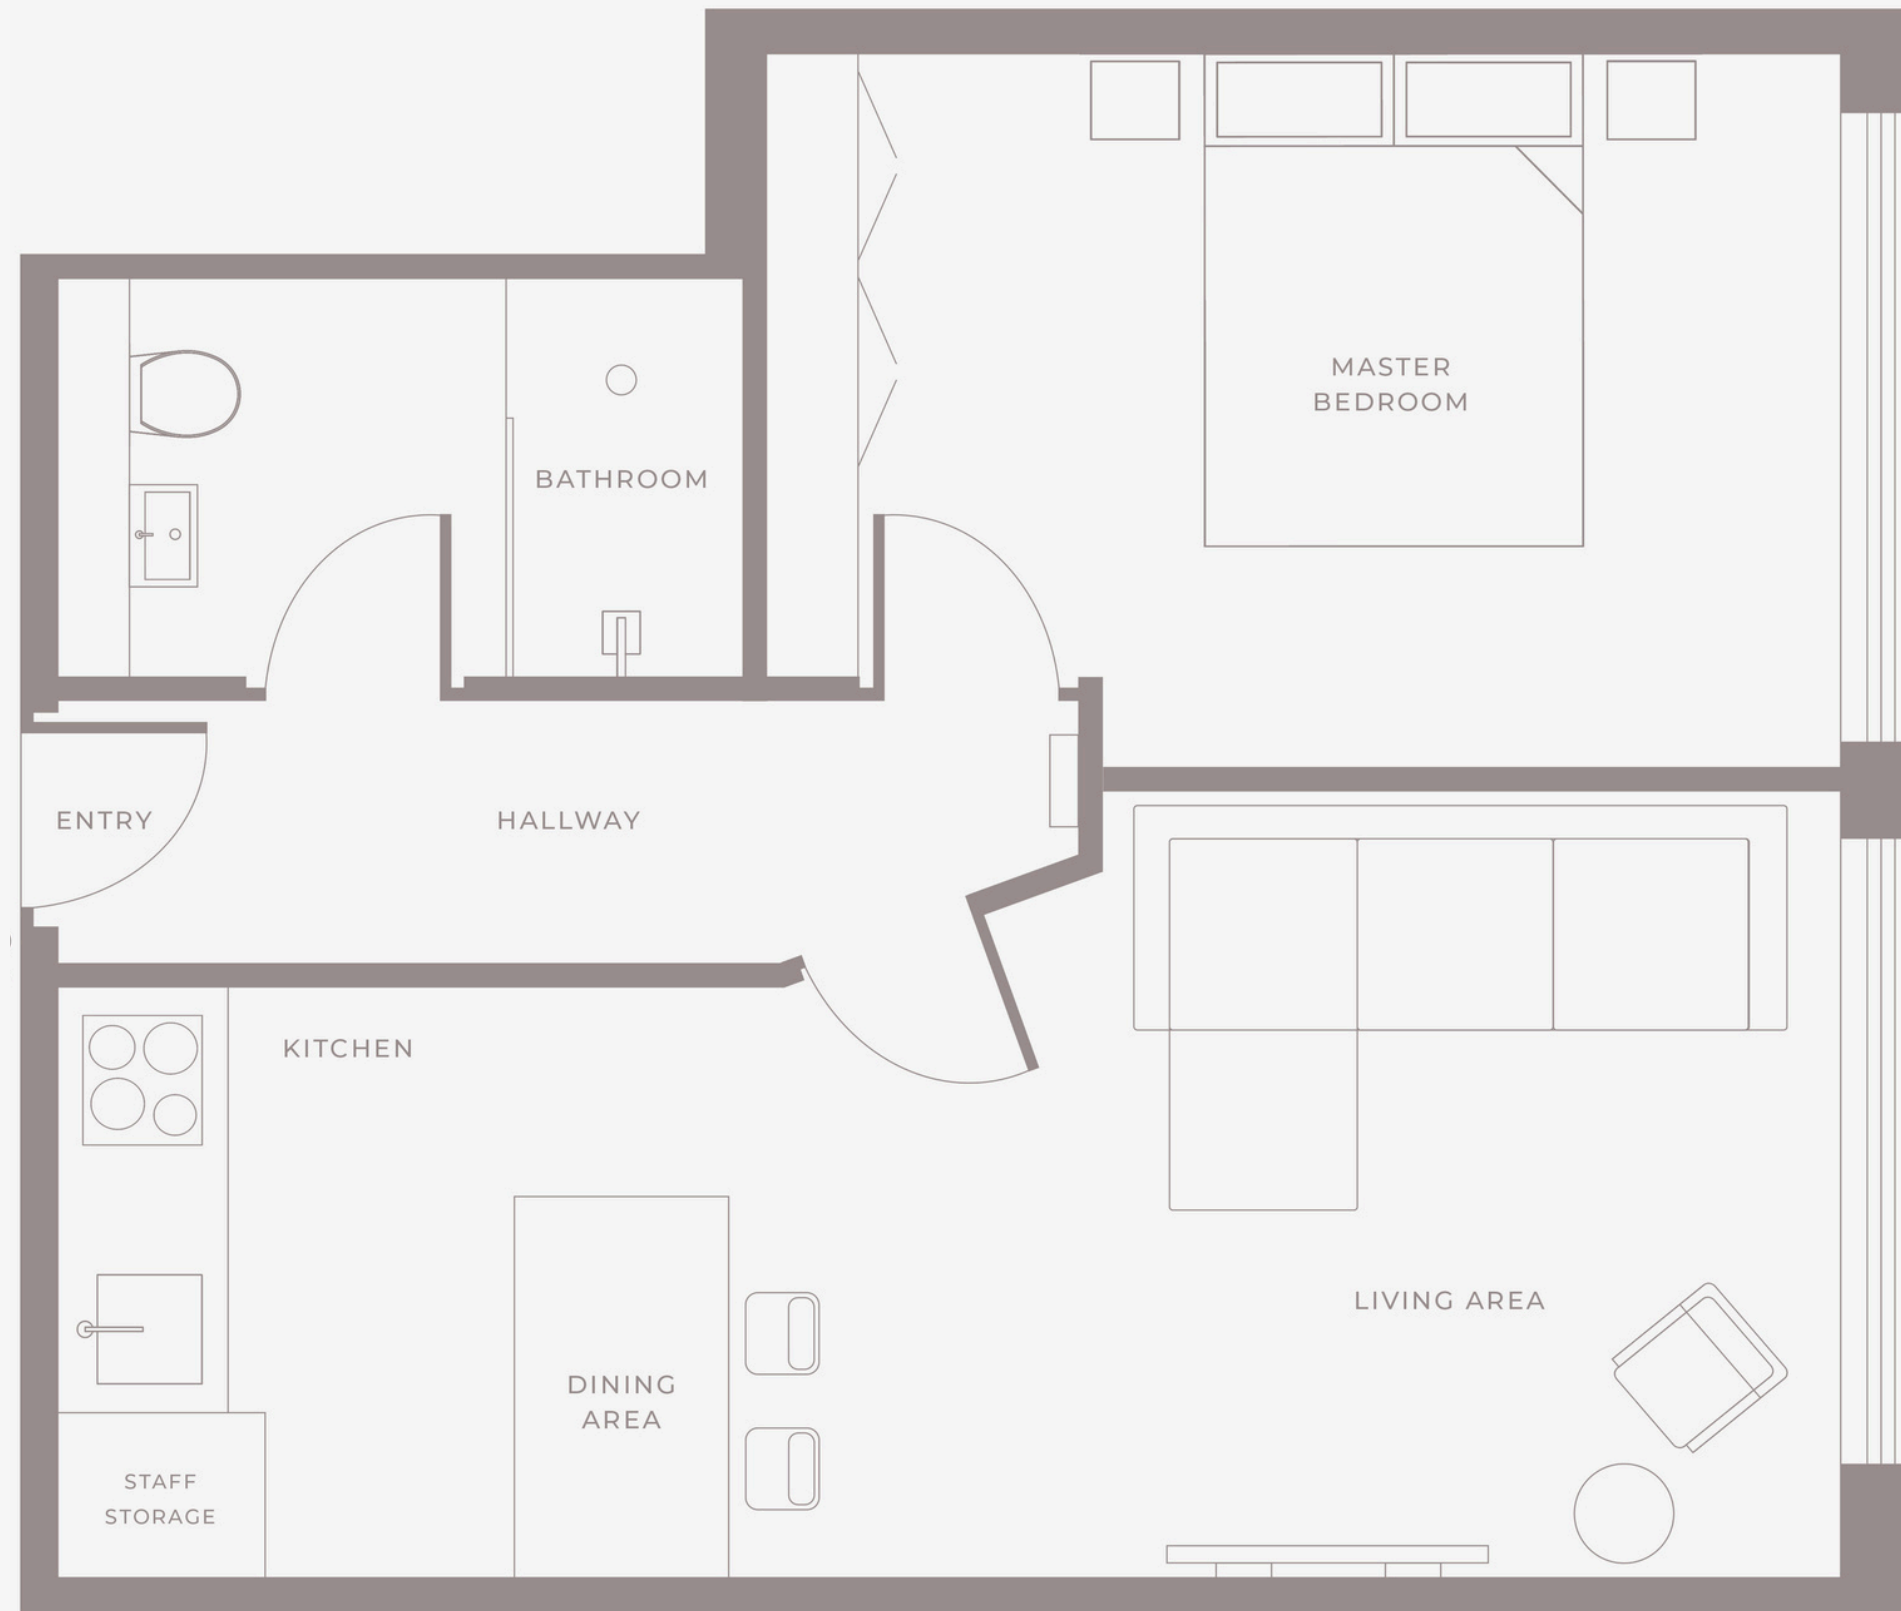 MASTER
BEDROOM
BATHROOM
ENTRY
HALLWAY
KITCHEN
LIVING AREA
DINING
AREA
STAFF
STORAGE